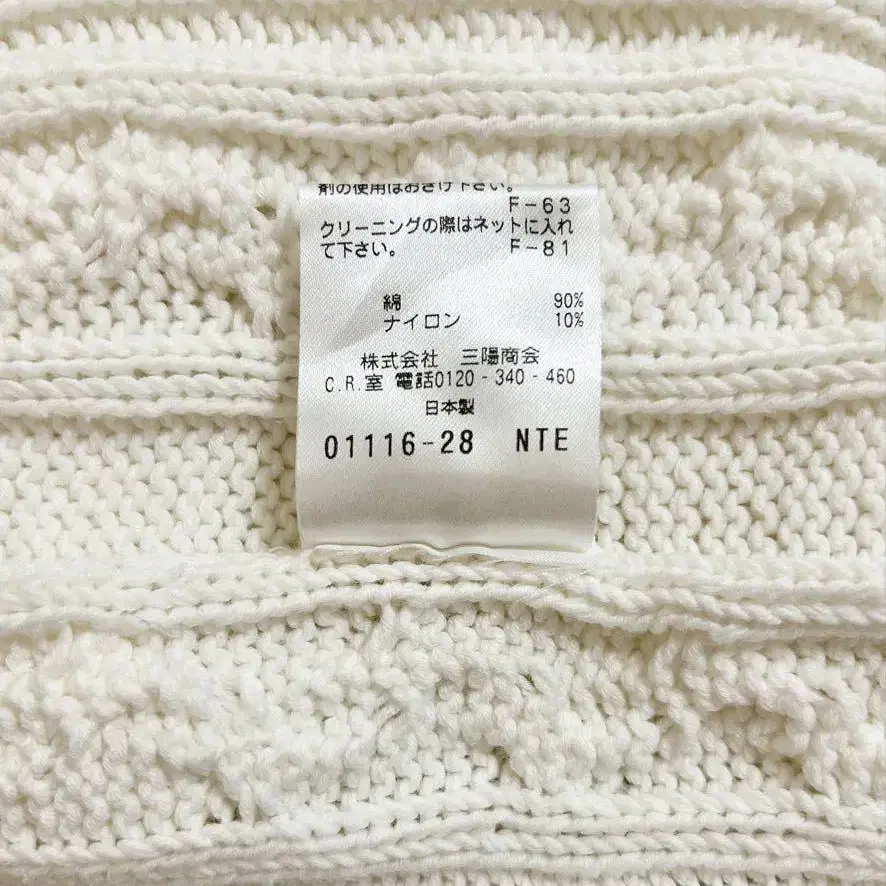 剤の使用はおさけ下さい。
F-63
クリーニングの際はネットに入れ
て下さい。 F-81
綿 90%
ナイロン 10%
株式会社 三陽商会
C.R.室 電話0120-340-460
日本製
01116-28 NTE